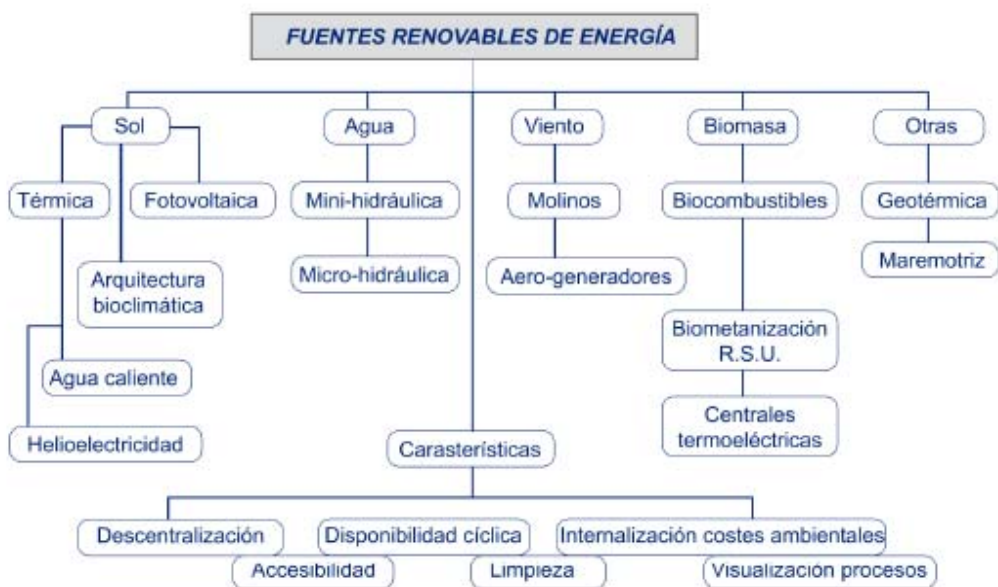 FUENTES RENOVABLES DE ENERGÍA
Sol
Agua
Viento
Biomasa
Otras
Térmica
Fotovoltaica
Mini-hidráulica
Molinos
Biocombustibles
Geotérmica
Arquitectura
bioclimática
Micro-hidráulica
Aero-generadores
Maremotriz
Biometanización
R.S.U.
Agua caliente
Centrales
termoeléctricas
Helioelectricidad
Carasterísticas
Descentralización
Disponibilidad cíclica
Internalización costes ambientales
Accesibilidad
Limpieza
Visualización procesos